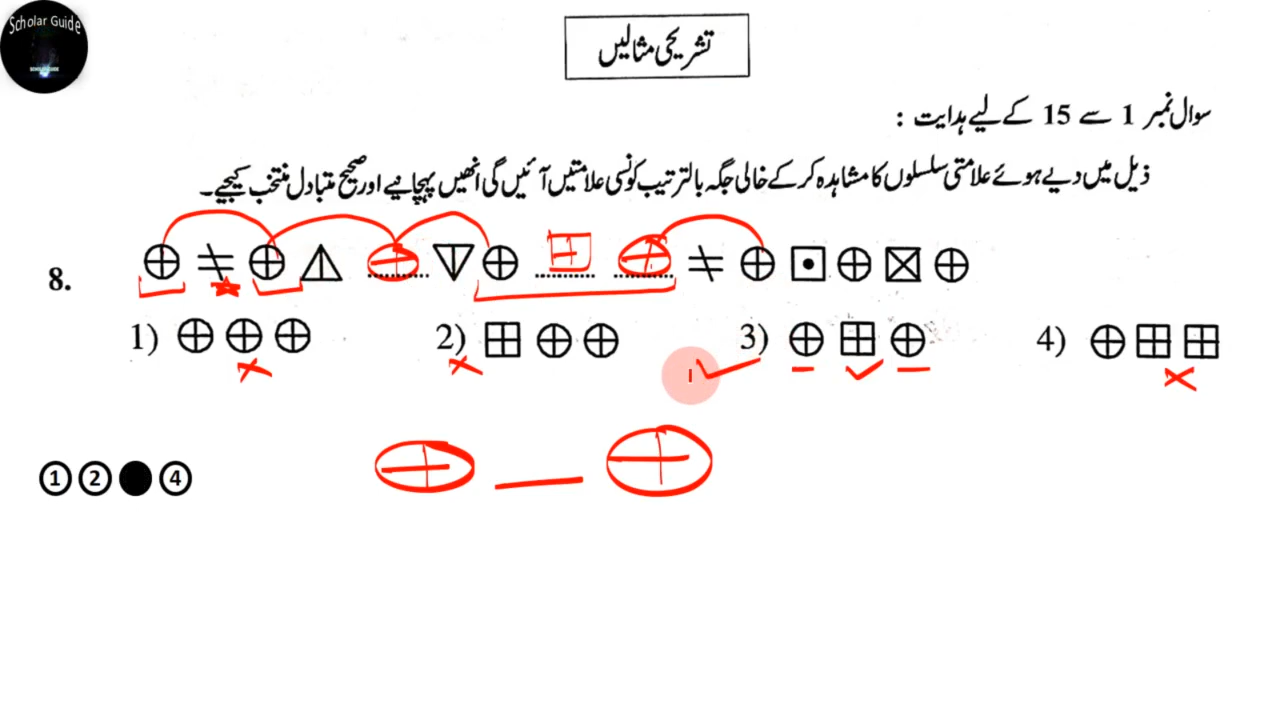 Scholar Guide
SCHOLAR GUIDE
تشریحی مثالیں
سوال نمبر 1 سے 15 کے لیے ہدایت :
ذیل میں دیے ہوئے علامتی سلسلوں کا مشاہدہ کر کے خالی جگہ بالترتیب کونسی علامتیں آئیں گی انھیں پہچانیے اور صحیح متبادل منتخب کیجیے۔
8. ⊕ ≠ ⊕ ◬ ........ ⊕ ........ ........ ≠ ⊕ ⊡ ⊕ ⊠ ⊕
1) ⊕ ⊕ ⊕ 2) ⊞ ⊕ ⊕ 3) ⊕ ⊞ ⊕ 4) ⊕ ⊞ ⊞
① ② ● ④